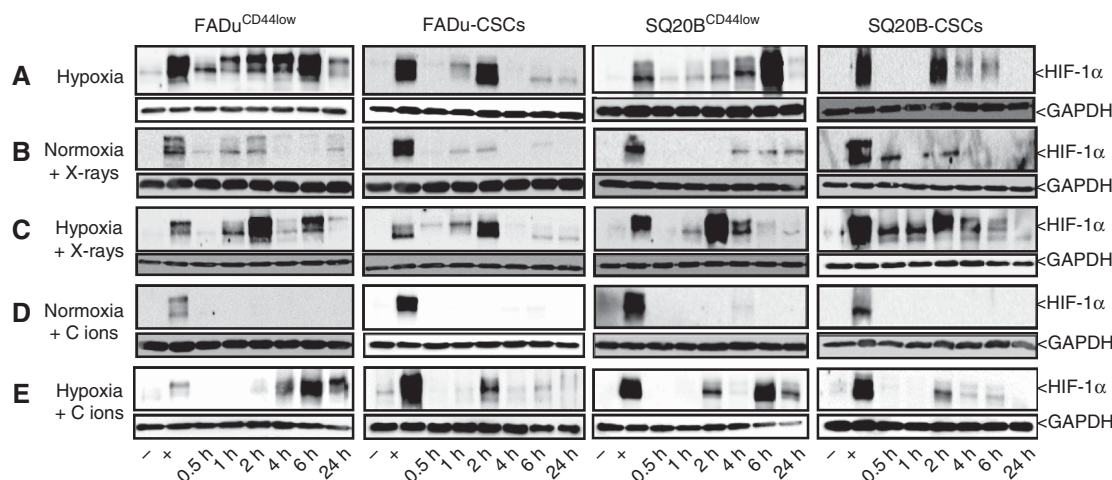 FADu^CD44low FADu-CSCs SQ20B^CD44low SQ20B-CSCs
A Hypoxia <HIF-1α
<GAPDH
B Normoxia + X-rays <HIF-1α
<GAPDH
C Hypoxia + X-rays <HIF-1α
<GAPDH
D Normoxia + C ions <HIF-1α
<GAPDH
E Hypoxia + C ions <HIF-1α
<GAPDH
– + 0.5 h 1 h 2 h 4 h 6 h 24 h – + 0.5 h 1 h 2 h 4 h 6 h 24 h – + 0.5 h 1 h 2 h 4 h 6 h 24 h – + 0.5 h 1 h 2 h 4 h 6 h 24 h